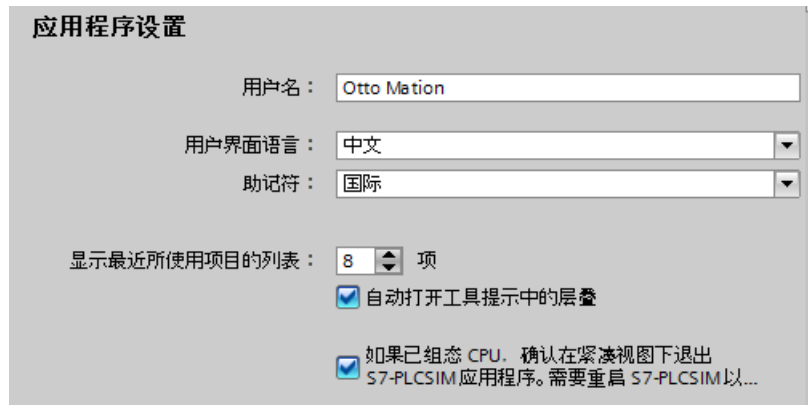 应用程序设置
用户名：
Otto Mation
用户界面语言：
中文
助记符：
国际
显示最近所使用项目的列表：
8
项
自动打开工具提示中的层叠
如果已组态 CPU，确认在紧凑视图下退出
S7-PLCSIM应用程序。需要重启 S7-PLCSIM以...